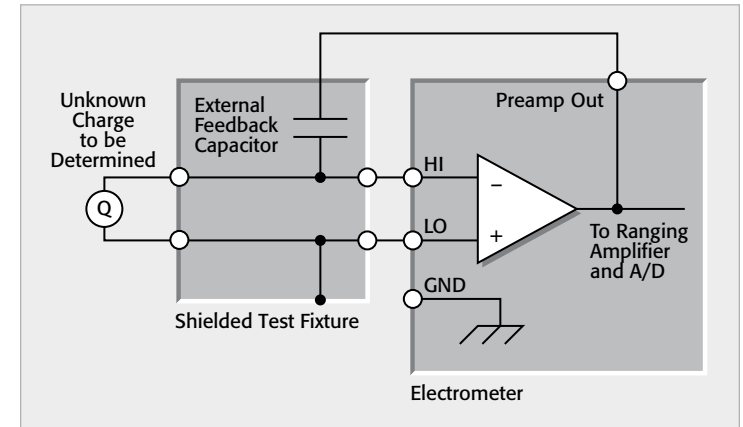 Unknown
Charge
to be
Determined
Q
External
Feedback
Capacitor
Shielded Test Fixture
Preamp Out
HI
–
LO
+
To Ranging
Amplifier
and A/D
GND
Electrometer